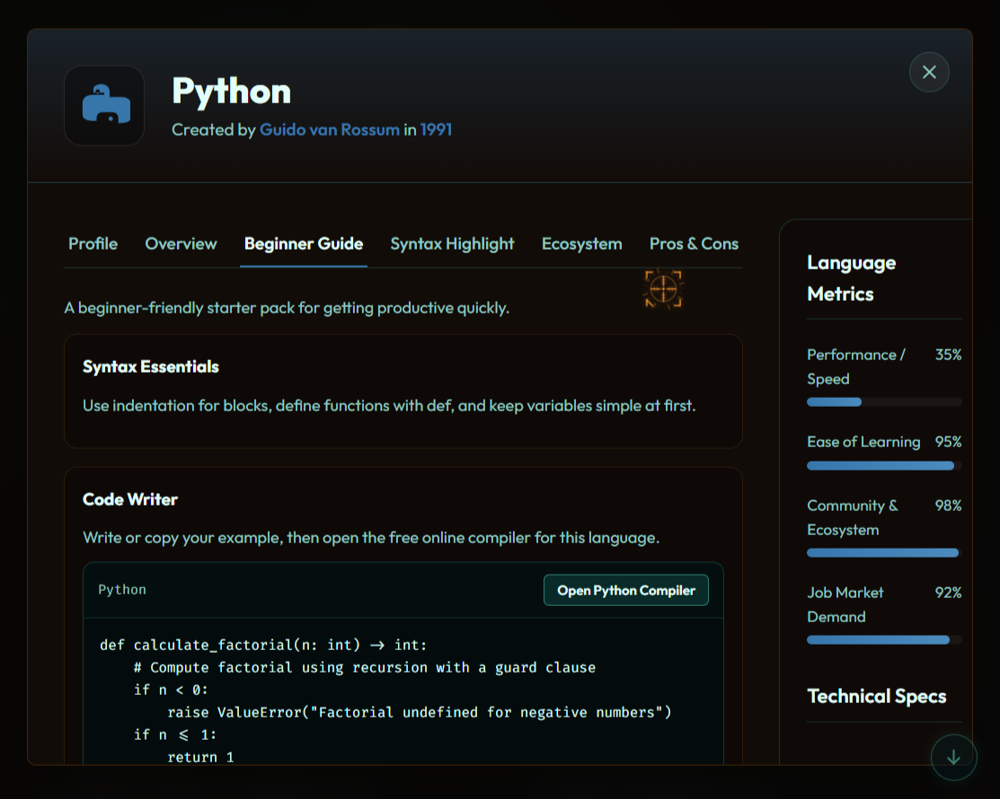 Python
Created by Guido van Rossum in 1991
Profile Overview Beginner Guide Syntax Highlight Ecosystem Pros & Cons
A beginner-friendly starter pack for getting productive quickly.
Syntax Essentials
Use indentation for blocks, define functions with def, and keep variables simple at first.
Code Writer
Write or copy your example, then open the free online compiler for this language.
Python
Open Python Compiler
def calculate_factorial(n: int) -> int:
    # Compute factorial using recursion with a guard clause
    if n < 0:
        raise ValueError("Factorial undefined for negative numbers")
    if n <= 1:
        return 1
Language
Metrics
Performance / 35%
Speed
Ease of Learning 95%
Community & 98%
Ecosystem
Job Market 92%
Demand
Technical Specs